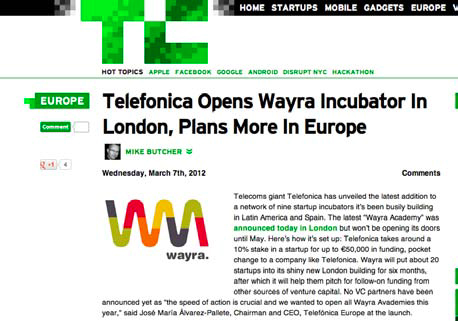 HOME STARTUPS MOBILE GADGETS EUROPE
HOT TOPICS APPLE FACEBOOK GOOGLE ANDROID DISRUPT NYC HACKATHON
EUROPE
Telefonica Opens Wayra Incubator In
London, Plans More In Europe
Comment
MIKE BUTCHER
+1 4
Wednesday, March 7th, 2012 Comments
wayra.
Telecoms giant Telefonica has unveiled the latest addition to
a network of nine startup incubators it's been busily building
in Latin America and Spain. The latest "Wayra Academy" was
announced today in London but won't be opening its doors
until May. Here's how it's set up: Telefonica takes around a
10% stake in a startup for up to €50,000 in funding, pocket
change to a company like Telefonica. Wayra will put about 20
startups into its shiny new London building for six months,
after which it will help them pitch for follow-on funding from
other sources of venture capital. No VC partners have been
announced yet as "the speed of action is crucial and we wanted to open all Wayra Avademies this
year," said José María Álvarez-Pallete, Chairman and CEO, Telefónica Europe at the launch.